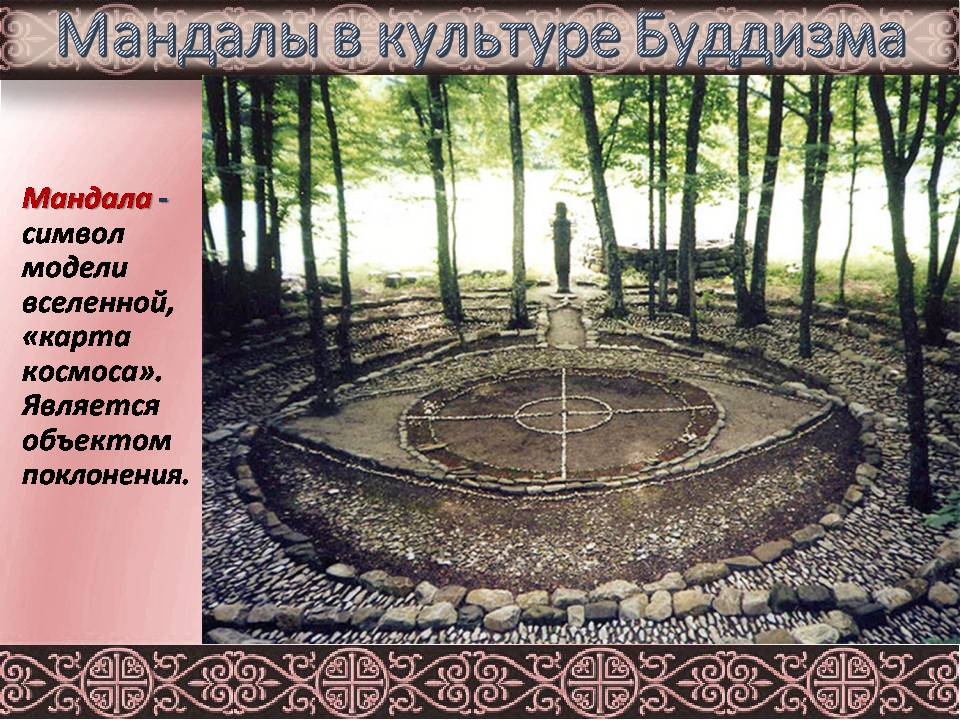 Мандалы в культуре Буддизма
Мандала -
символ
модели
вселенной,
«карта
космоса».
Является
объектом
поклонения.